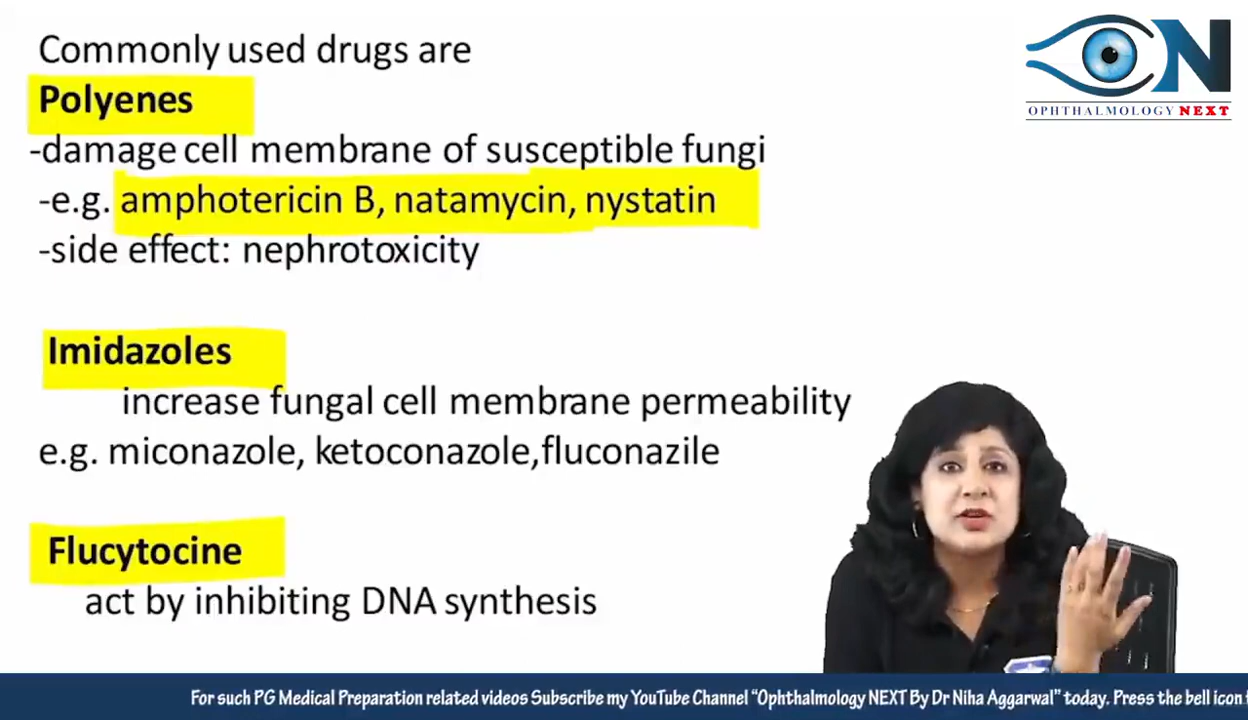 Commonly used drugs are
Polyenes
-damage cell membrane of susceptible fungi
-e.g. amphotericin B, natamycin, nystatin
-side effect: nephrotoxicity
Imidazoles
increase fungal cell membrane permeability
e.g. miconazole, ketoconazole,fluconazile
Flucytocine
act by inhibiting DNA synthesis
ON
OPHTHALMOLOGY NEXT
For such PG Medical Preparation related videos Subscribe my YouTube Channel "Ophthalmology NEXT By Dr Niha Aggarwal" today. Press the bell icon